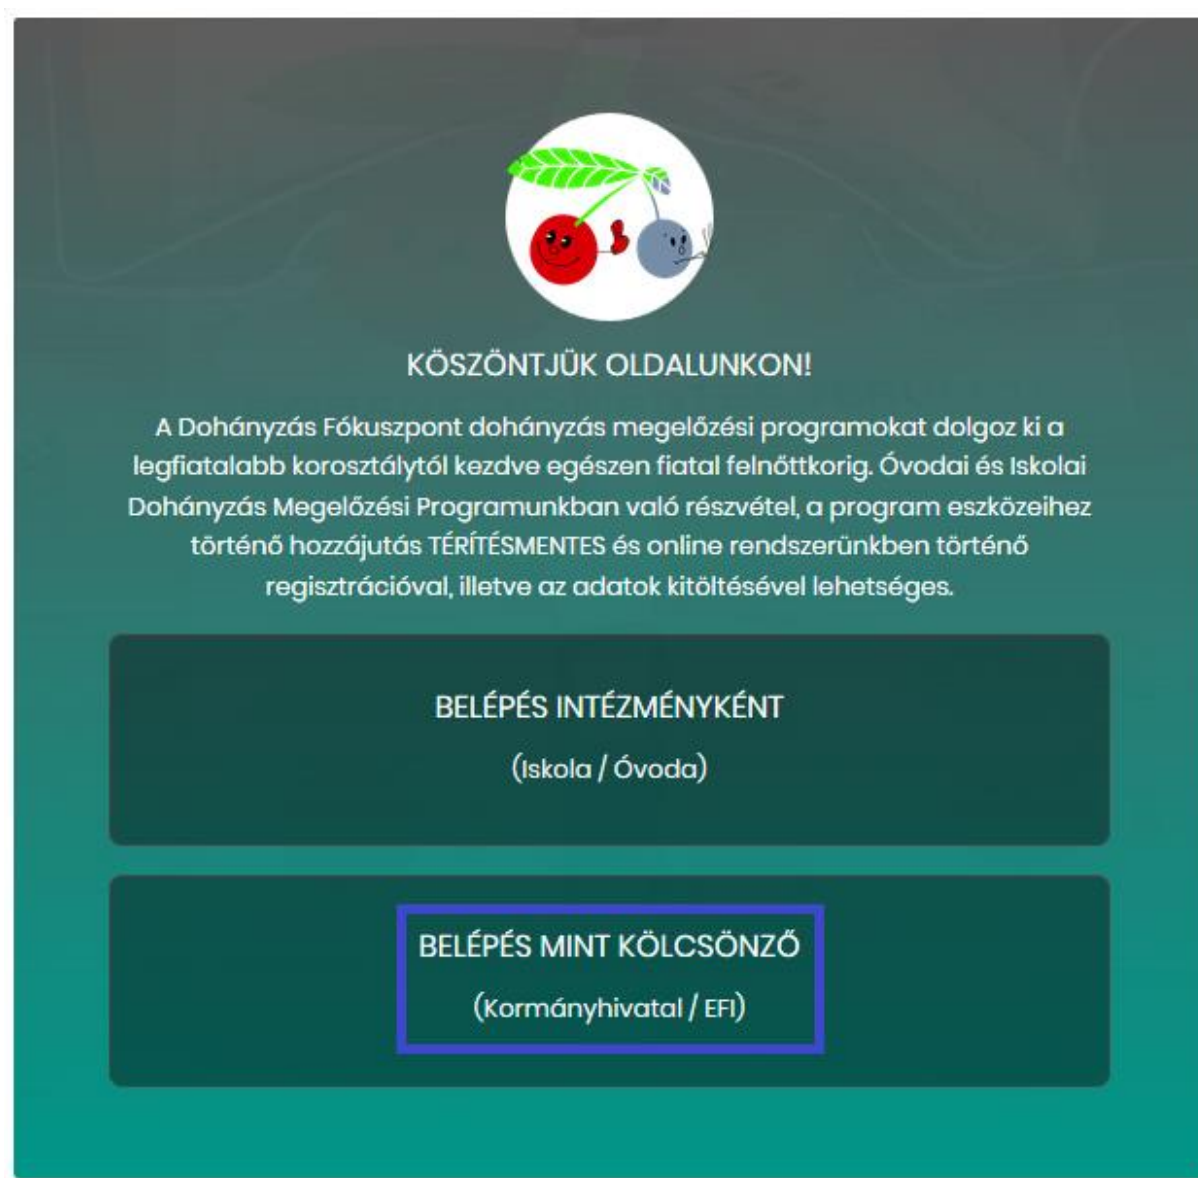 KÖSZÖNTJÜK OLDALUNKON!
A Dohányzás Fókuszpont dohányzás megelőzési programokat dolgoz ki a
legfiatalabb korosztálytól kezdve egészen fiatal felnőttkorig. Óvodai és Iskolai
Dohányzás Megelőzési Programunkban való részvétel, a program eszközeihez
történő hozzájutás TÉRÍTÉSMENTES és online rendszerünkben történő
regisztrációval, illetve az adatok kitöltésével lehetséges.
BELÉPÉS INTÉZMÉNYKÉNT
(Iskola / Óvoda)
BELÉPÉS MINT KÖLCSÖNZŐ
(Kormányhivatal / EFI)